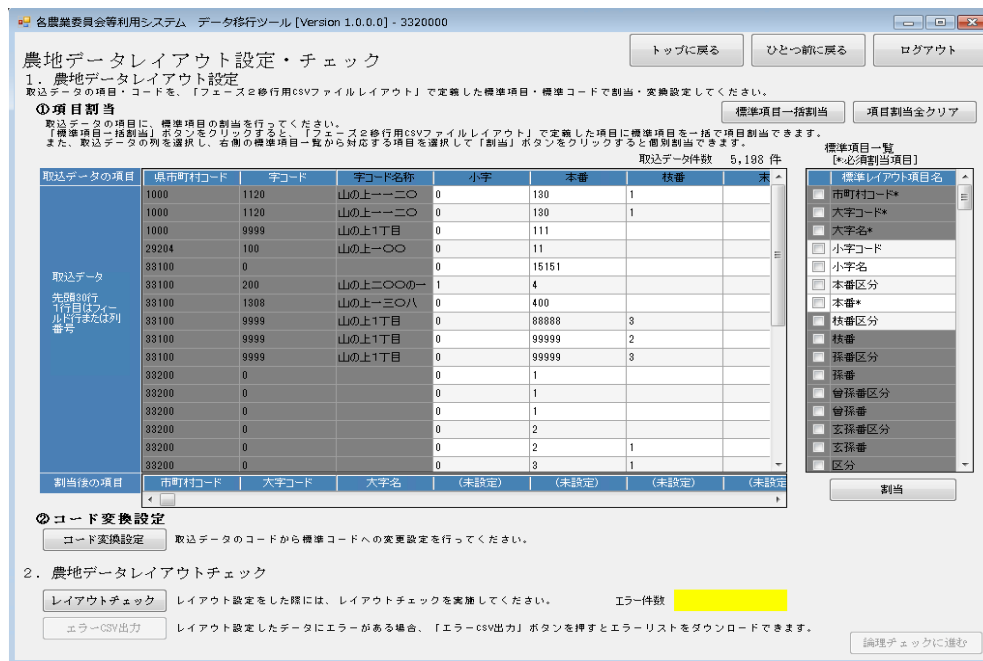 各農業委員会等利用システム　データ移行ツール [Version 1.0.0.0] - 3320000
農地データレイアウト設定・チェック
トップに戻る　ひとつ前に戻る　ログアウト
1．農地データレイアウト設定
取込データの項目・コードを、「フェーズ2移行用CSVファイルレイアウト」で定義した標準項目・標準コードで割当・変換設定してください。
①項目割当
標準項目一括割当　項目割当全クリア
取込データの項目に、標準項目の割当を行ってください。
「標準項目一括割当」ボタンをクリックすると、「フェーズ2移行用CSVファイルレイアウト」で定義した項目に標準項目を一括で項目割当できます。
また、取込データの列を選択し、右側の標準項目一覧から対応する項目を選択して「割当」ボタンをクリックすると個別割当できます。
取込データ件数　5,198 件
標準項目一覧
[*:必須割当項目]
取込データの項目　県市町村コード　字コード　字コード名称　小字　本番　枝番　末
1000　1120　山の上一一二〇　0　130　1
1000　1120　山の上一一二〇　0　130　1
1000　9999　山の上1丁目　0　111
29204　100　山の上一〇〇　0　11
33100　0　0　15151
33100　200　山の上二〇〇の一　1　4
33100　1308　山の上一三〇八　0　400
33100　9999　山の上1丁目　0　88888　3
33100　9999　山の上1丁目　0　99999　2
33100　9999　山の上1丁目　0　99999　3
33200　0　0　1
33200　0　0　1
33200　0　0　1
33200　0　0　2
33200　0　0　2　1
33200　0　0　3　1
取込データ
先頭30行
1行目はフィー
ルド行または列
番号
割当後の項目　市町村コード　大字コード　大字名　(未設定)　(未設定)　(未設定)　(未設定
標準レイアウト項目名
市町村コード*
大字コード*
大字名*
小字コード
小字名
本番区分
本番*
枝番区分
枝番
孫番区分
孫番
曾孫番区分
曾孫番
玄孫番区分
玄孫番
区分
割当
②コード変換設定
コード変換設定　取込データのコードから標準コードへの変更設定を行ってください。
2．農地データレイアウトチェック
レイアウトチェック　レイアウト設定をした際には、レイアウトチェックを実施してください。　エラー件数
エラーCSV出力　レイアウト設定したデータにエラーがある場合、「エラーCSV出力」ボタンを押すとエラーリストをダウンロードできます。
論理チェックに進む